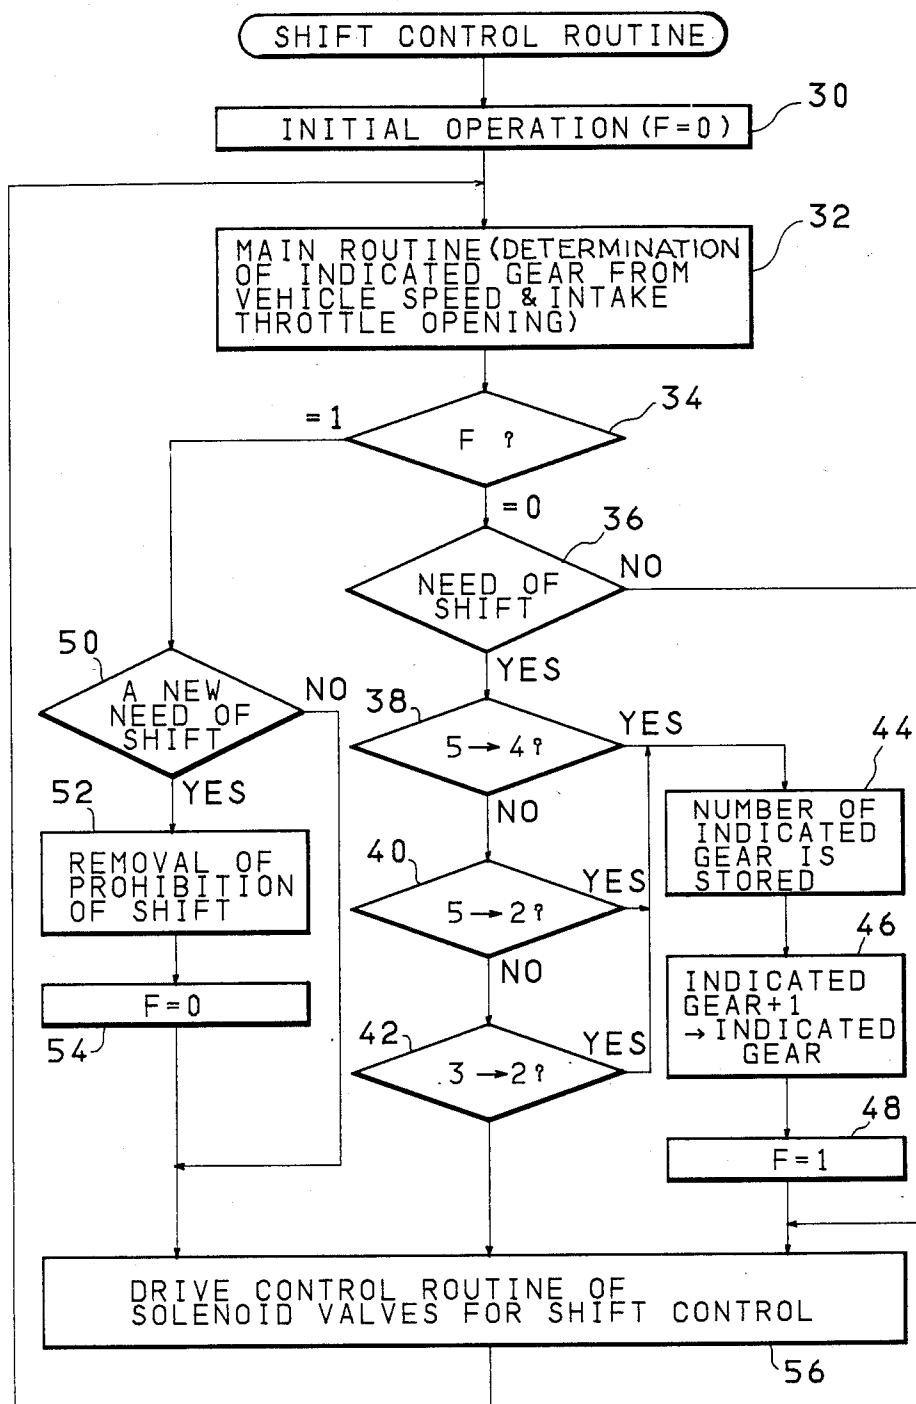 SHIFT CONTROL ROUTINE
30
INITIAL OPERATION (F=0)
32
MAIN ROUTINE (DETERMINATION
OF INDICATED GEAR FROM
VEHICLE SPEED & INTAKE
THROTTLE OPENING)
34
=1
F ?
=0
36
NEED OF
SHIFT
NO
YES
50
A NEW
NEED OF
SHIFT
NO
YES
38
5→4?
YES
NO
44
NUMBER OF
INDICATED
GEAR IS
STORED
52
REMOVAL OF
PROHIBITION
OF SHIFT
40
5→2?
YES
NO
46
INDICATED
GEAR+1
→INDICATED
GEAR
F=0
54
42
3→2?
YES
48
F=1
DRIVE CONTROL ROUTINE OF
SOLENOID VALVES FOR SHIFT CONTROL
56